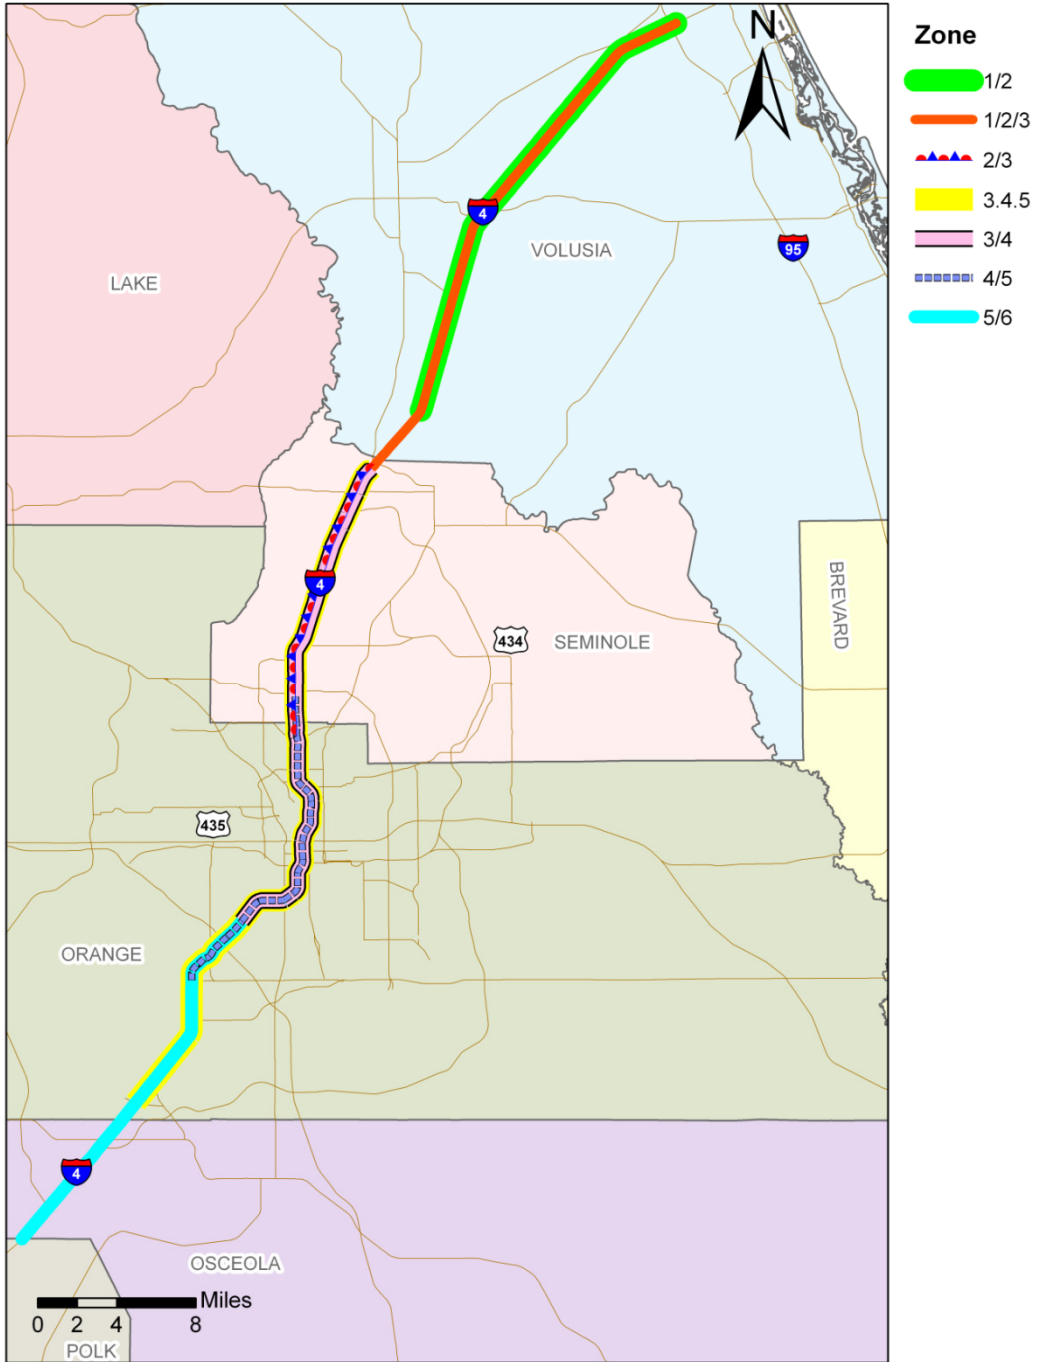 N
Zone
1/2
1/2/3
2/3
3.4.5
3/4
4/5
5/6
4
VOLUSIA
95
LAKE
4
BREVARD
434
SEMINOLE
435
ORANGE
4
OSCEOLA
Miles
0 2 4 8
POLK